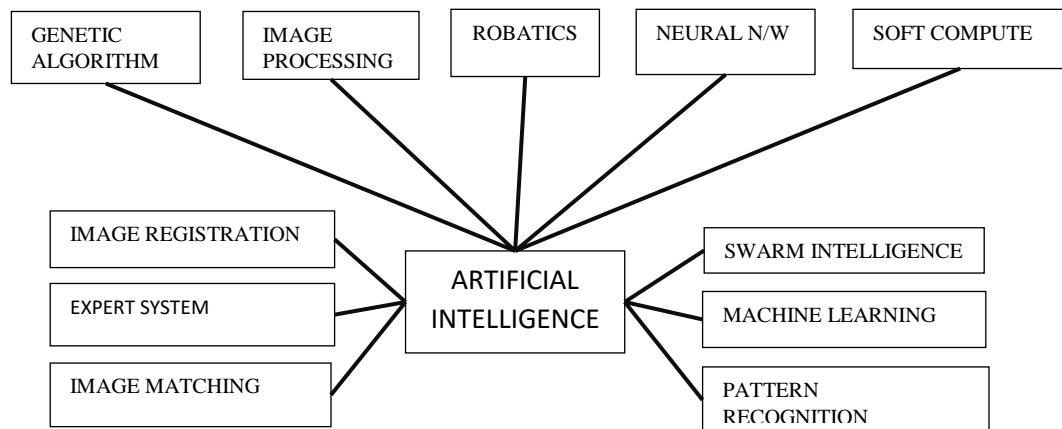 GENETIC
ALGORITHM
IMAGE
PROCESSING
ROBATICS
NEURAL N/W
SOFT COMPUTE
IMAGE REGISTRATION
EXPERT SYSTEM
IMAGE MATCHING
ARTIFICIAL
INTELLIGENCE
SWARM INTELLIGENCE
MACHINE LEARNING
PATTERN
RECOGNITION